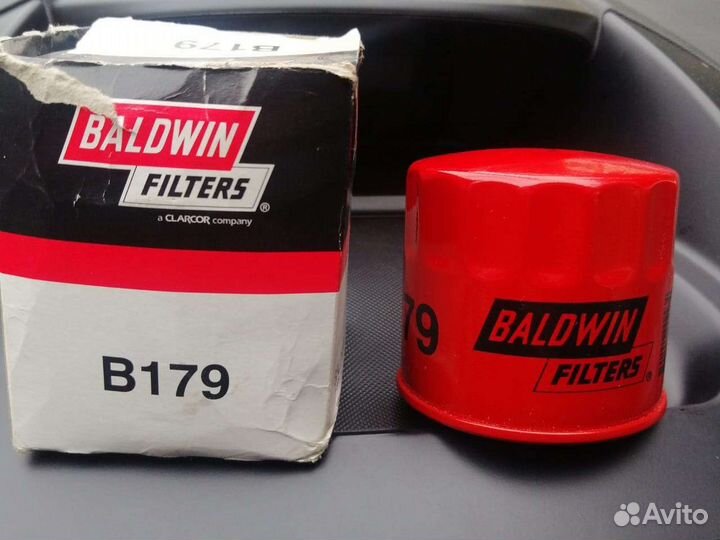 B179
BALDWIN
FILTERS®
a CLARCOR company
B179
79
BALDWIN
FILTERS®
Avito